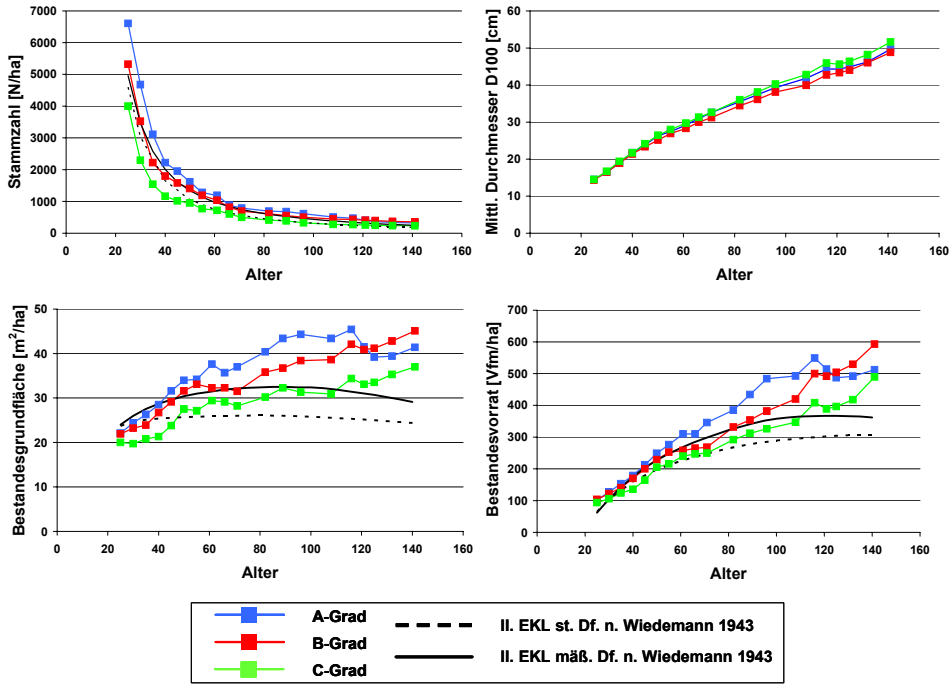 Stammzahl [N/ha]
7000
6000
5000
4000
3000
2000
1000
0
0 20 40 60 80 100 120 140 160
Alter
Mittl. Durchmesser D100 [cm]
60
50
40
30
20
10
0
0 20 40 60 80 100 120 140 160
Alter
Bestandesgrundfläche [m²/ha]
50
40
30
20
10
0
0 20 40 60 80 100 120 140 160
Alter
Bestandesvorrat [Vfm/ha]
700
600
500
400
300
200
100
0
0 20 40 60 80 100 120 140 160
Alter
A-Grad
B-Grad
C-Grad
II. EKL st. Df. n. Wiedemann 1943
II. EKL mäß. Df. n. Wiedemann 1943